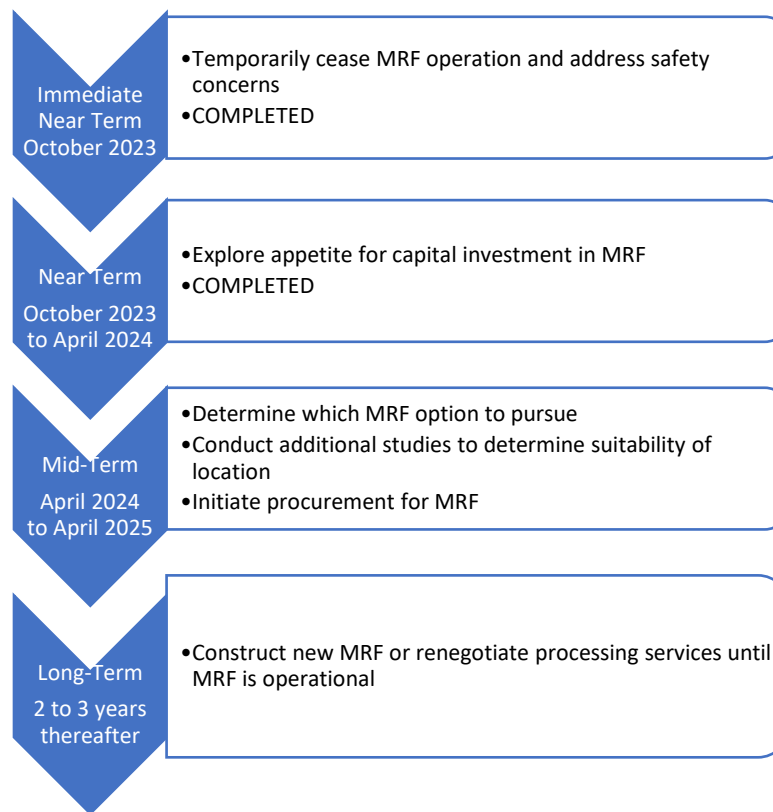 Immediate
Near Term
October 2023
•Temporarily cease MRF operation and address safety
concerns
•COMPLETED
Near Term
October 2023
to April 2024
•Explore appetite for capital investment in MRF
•COMPLETED
Mid-Term
April 2024
to April 2025
•Determine which MRF option to pursue
•Conduct additional studies to determine suitability of
location
•Initiate procurement for MRF
Long-Term
2 to 3 years
thereafter
•Construct new MRF or renegotiate processing services until
MRF is operational